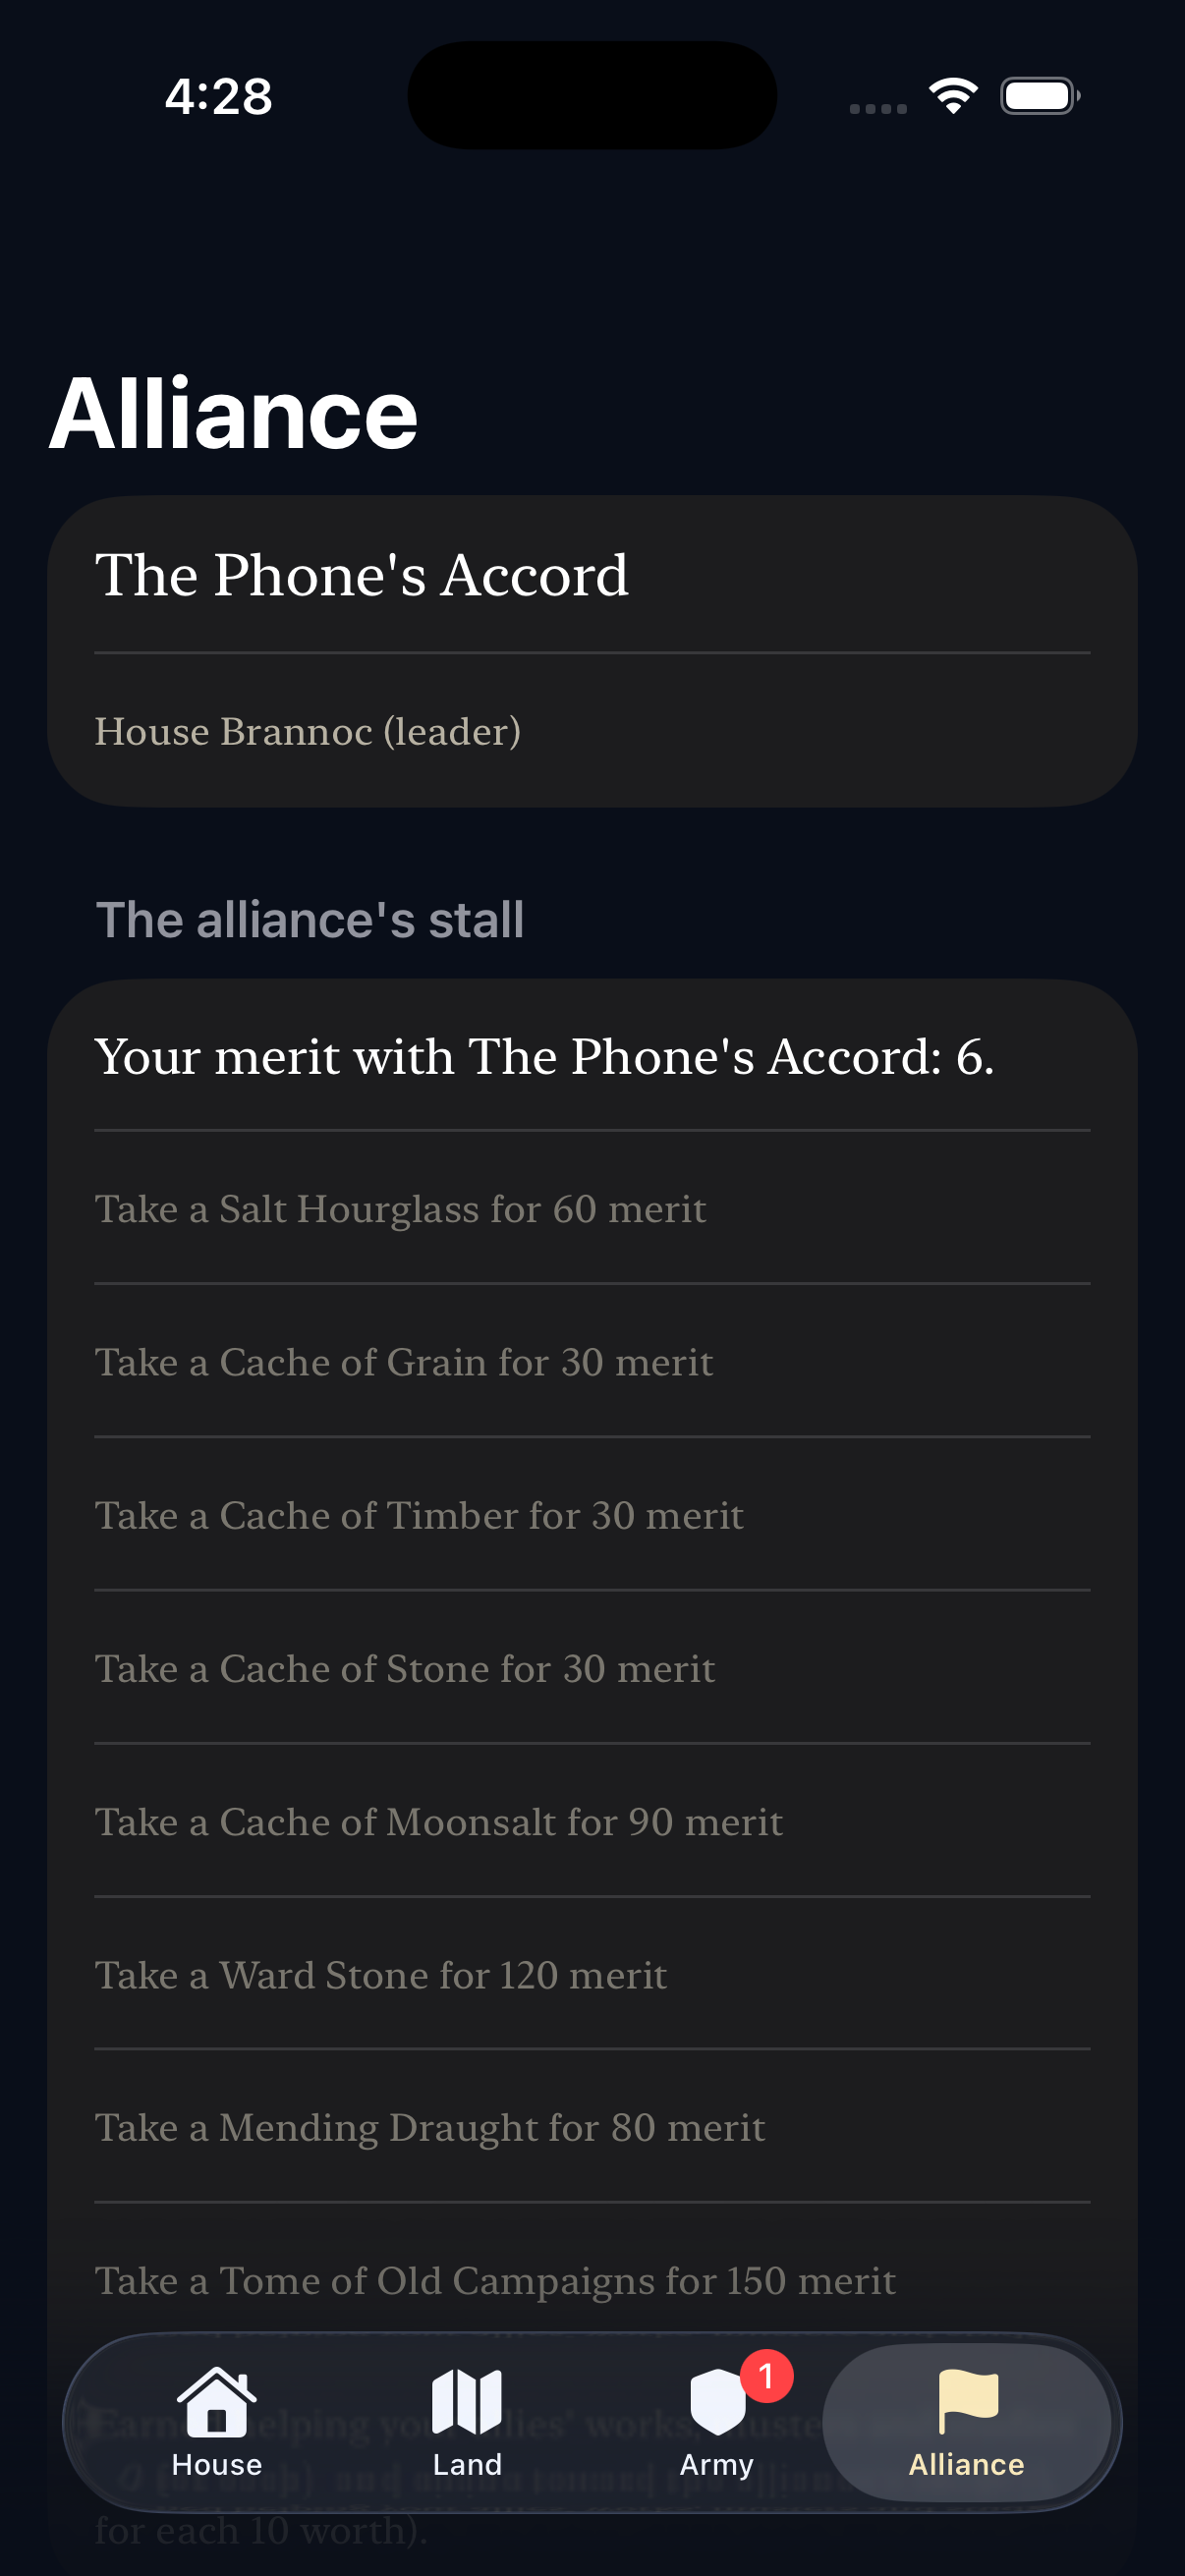 4:28
Alliance
The Phone's Accord
House Brannoc (leader)
The alliance's stall
Your merit with The Phone's Accord: 6.
Take a Salt Hourglass for 60 merit
Take a Cache of Grain for 30 merit
Take a Cache of Timber for 30 merit
Take a Cache of Stone for 30 merit
Take a Cache of Moonsalt for 90 merit
Take a Ward Stone for 120 merit
Take a Mending Draught for 80 merit
Take a Tome of Old Campaigns for 150 merit
helping works
1
House Land Army Alliance
for each 10 worth).